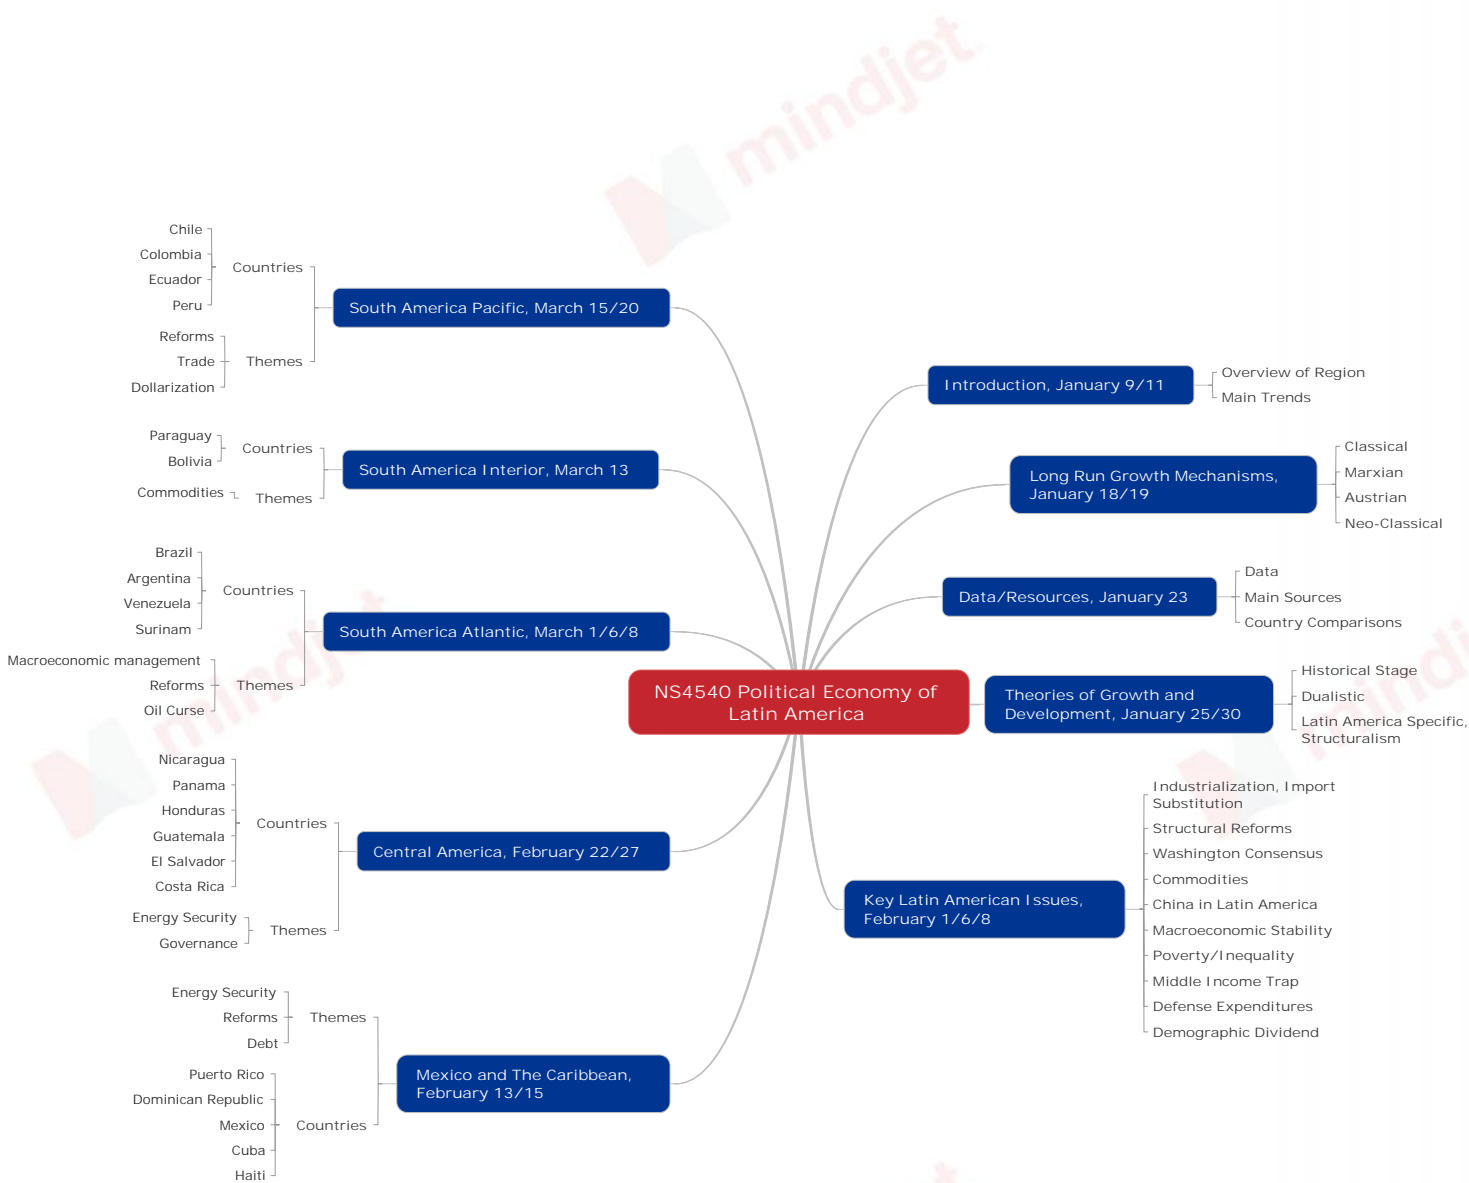 mindjet
NS4540 Political Economy of
Latin America
Introduction, January 9/11
Overview of Region
Main Trends
Long Run Growth Mechanisms,
January 18/19
Classical
Marxian
Austrian
Neo-Classical
Data/Resources, January 23
Data
Main Sources
Country Comparisons
Theories of Growth and
Development, January 25/30
Historical Stage
Dualistic
Latin America Specific,
Structuralism
Key Latin American Issues,
February 1/6/8
Industrialization, Import
Substitution
Structural Reforms
Washington Consensus
Commodities
China in Latin America
Macroeconomic Stability
Poverty/Inequality
Middle Income Trap
Defense Expenditures
Demographic Dividend
Mexico and The Caribbean,
February 13/15
Themes
Energy Security
Reforms
Debt
Countries
Puerto Rico
Dominican Republic
Mexico
Cuba
Haiti
Central America, February 22/27
Countries
Nicaragua
Panama
Honduras
Guatemala
El Salvador
Costa Rica
Themes
Energy Security
Governance
South America Atlantic, March 1/6/8
Countries
Brazil
Argentina
Venezuela
Surinam
Themes
Macroeconomic management
Reforms
Oil Curse
South America Interior, March 13
Countries
Paraguay
Bolivia
Themes
Commodities
South America Pacific, March 15/20
Countries
Chile
Colombia
Ecuador
Peru
Themes
Reforms
Trade
Dollarization
mindjet
mindjet